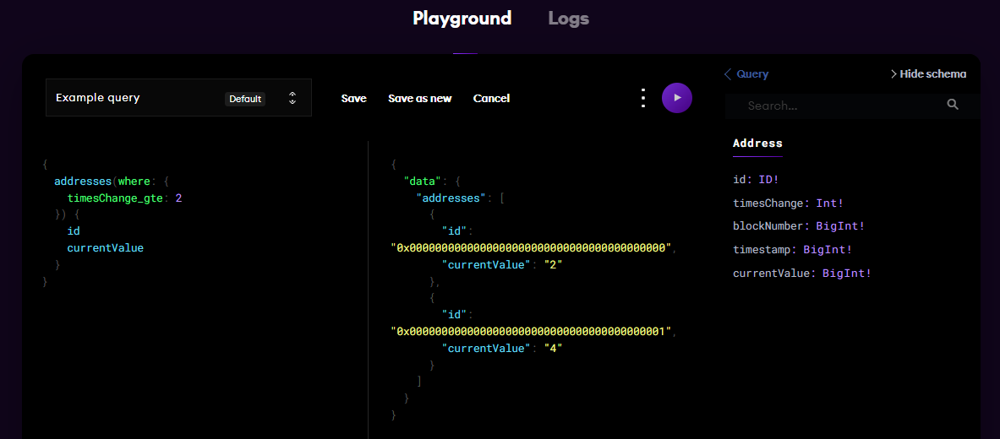 Playground Logs
Example query Default Save Save as new Cancel
{
addresses(where: {
timesChange_gte: 2
}) {
id
currentValue
}
}
{
"data": {
"addresses": [
{
"id":
"0x0000000000000000000000000000000000000000",
"currentValue": "2"
},
{
"id":
"0x0000000000000000000000000000000000000001",
"currentValue": "4"
}
]
}
}
Query Hide schema
Search...
Address
id: ID!
timesChange: Int!
blockNumber: BigInt!
timestamp: BigInt!
currentValue: BigInt!